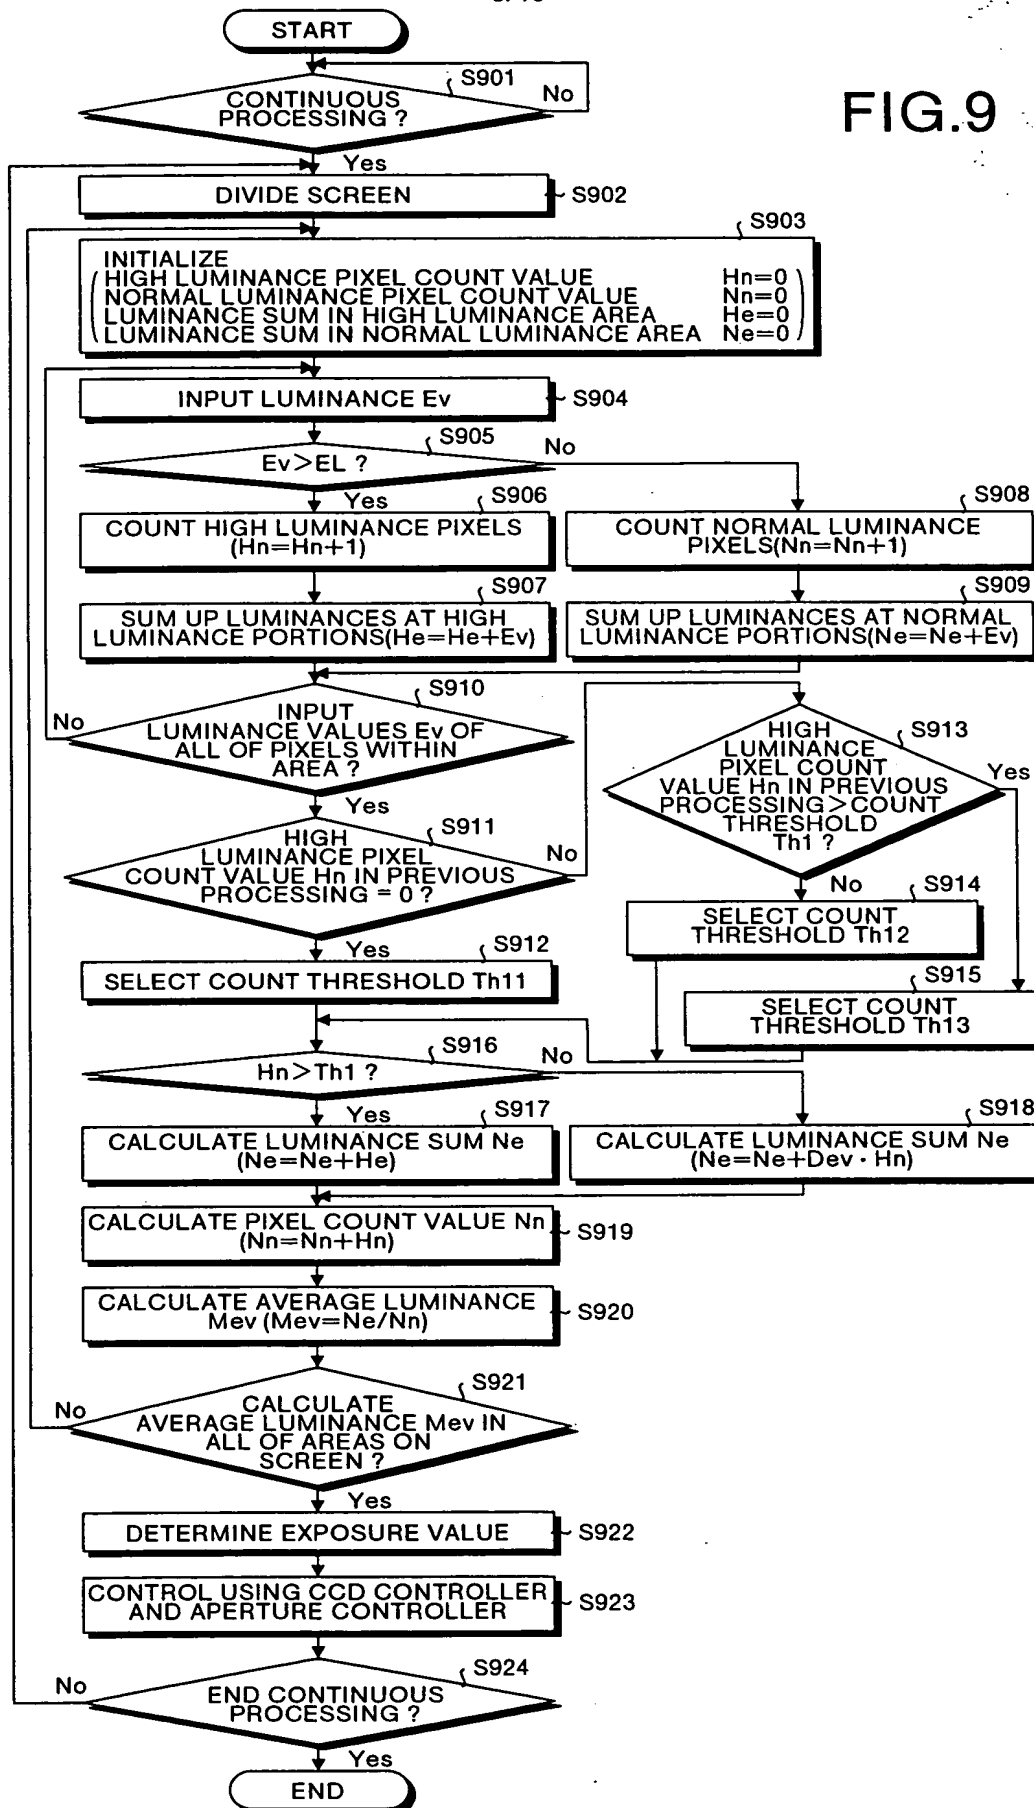 START
S901
CONTINUOUS
PROCESSING ?
No
FIG.9
Yes
DIVIDE SCREEN
S902
S903
INITIALIZE
HIGH LUMINANCE PIXEL COUNT VALUE Hn=0
NORMAL LUMINANCE PIXEL COUNT VALUE Nn=0
LUMINANCE SUM IN HIGH LUMINANCE AREA He=0
LUMINANCE SUM IN NORMAL LUMINANCE AREA Ne=0
INPUT LUMINANCE Ev
S904
S905
Ev>EL ?
No
Yes
S906
COUNT HIGH LUMINANCE PIXELS
(Hn=Hn+1)
S908
COUNT NORMAL LUMINANCE
PIXELS(Nn=Nn+1)
S907
SUM UP LUMINANCES AT HIGH
LUMINANCE PORTIONS(He=He+Ev)
S909
SUM UP LUMINANCES AT NORMAL
LUMINANCE PORTIONS(Ne=Ne+Ev)
S910
No
INPUT
LUMINANCE VALUES Ev OF
ALL OF PIXELS WITHIN
AREA ?
Yes
S911
HIGH
LUMINANCE PIXEL
COUNT VALUE Hn IN PREVIOUS
PROCESSING = 0 ?
No
S913
HIGH
LUMINANCE
PIXEL COUNT
VALUE Hn IN PREVIOUS
PROCESSING>COUNT
THRESHOLD
Th1 ?
Yes
No
S914
SELECT COUNT
THRESHOLD Th12
Yes
S912
SELECT COUNT THRESHOLD Th11
S915
SELECT COUNT
THRESHOLD Th13
S916
Hn>Th1 ?
No
Yes
S917
CALCULATE LUMINANCE SUM Ne
(Ne=Ne+He)
S918
CALCULATE LUMINANCE SUM Ne
(Ne=Ne+Dev · Hn)
CALCULATE PIXEL COUNT VALUE Nn
(Nn=Nn+Hn)
S919
CALCULATE AVERAGE LUMINANCE
Mev (Mev=Ne/Nn)
S920
S921
No
CALCULATE
AVERAGE LUMINANCE Mev IN
ALL OF AREAS ON
SCREEN ?
Yes
DETERMINE EXPOSURE VALUE
S922
CONTROL USING CCD CONTROLLER
AND APERTURE CONTROLLER
S923
S924
No
END CONTINUOUS
PROCESSING ?
Yes
END